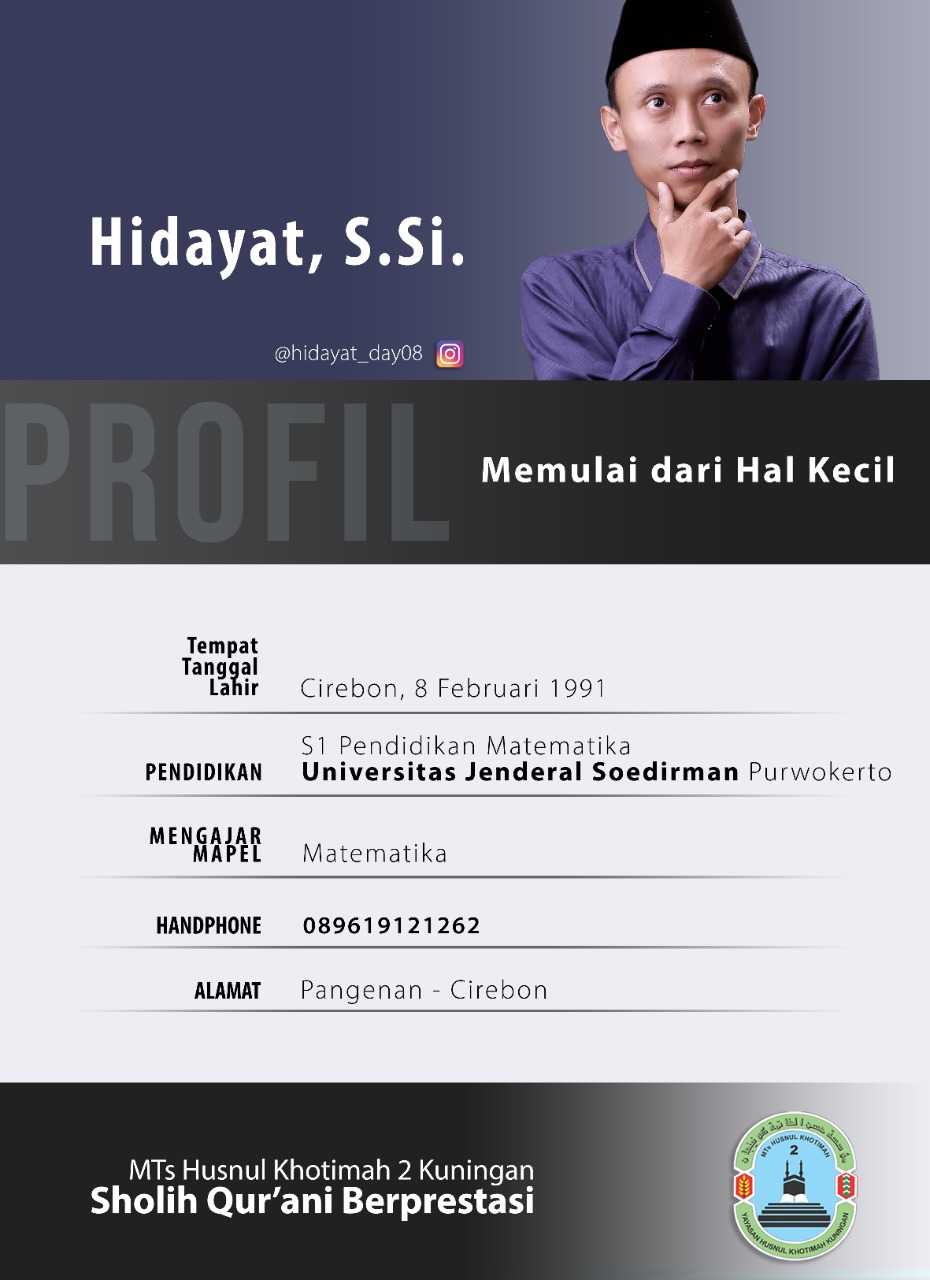 Hidayat, S.Si.
@hidayat_day08
PROFIL
Memulai dari Hal Kecil
Tempat
Tanggal
Lahir
Cirebon, 8 Februari 1991
PENDIDIKAN
S1 Pendidikan Matematika
Universitas Jenderal Soedirman Purwokerto
MENGAJAR
MAPEL
Matematika
HANDPHONE
089619121262
ALAMAT
Pangenan - Cirebon
MTs Husnul Khotimah 2 Kuningan
Sholih Qur'ani Berprestasi
MTs HUSNUL KHOTIMAH
2
YAYASAN HUSNUL KHOTIMAH KUNINGAN